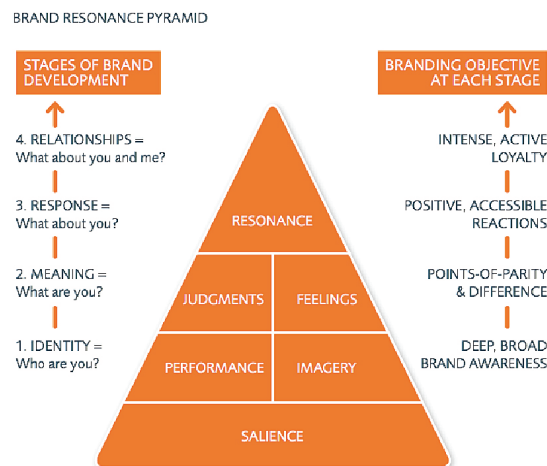 BRAND RESONANCE PYRAMID
STAGES OF BRAND
DEVELOPMENT
BRANDING OBJECTIVE
AT EACH STAGE
4. RELATIONSHIPS =
What about you and me?
INTENSE, ACTIVE
LOYALTY
3. RESPONSE =
What about you?
RESONANCE
POSITIVE, ACCESSIBLE
REACTIONS
2. MEANING =
What are you?
JUDGMENTS
FEELINGS
POINTS-OF-PARITY
& DIFFERENCE
1. IDENTITY =
Who are you?
PERFORMANCE
IMAGERY
DEEP, BROAD
BRAND AWARENESS
SALIENCE